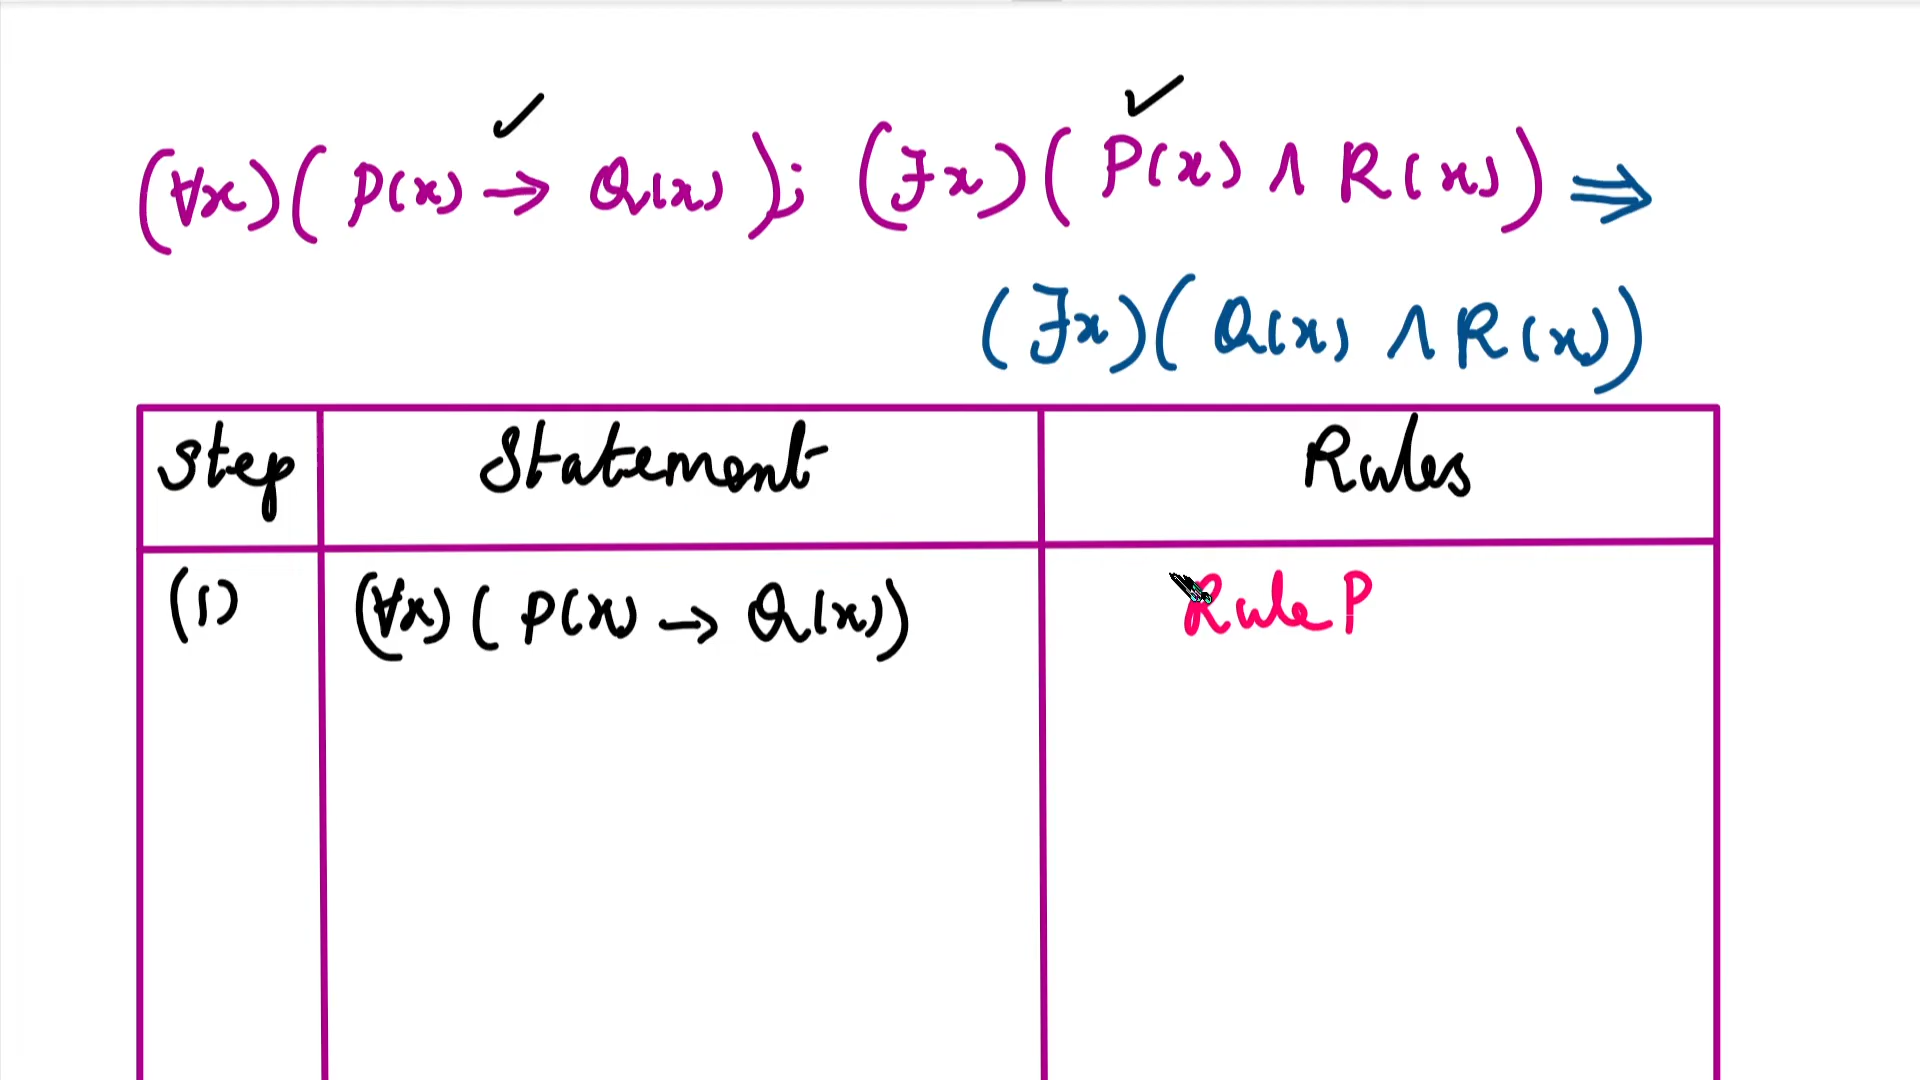 (∀x)(P(x) → Q(x)); (∃x)(P(x) ∧ R(x)) ⇒
(∃x)(Q(x) ∧ R(x))
Step Statement Rules
(1) (∀x)(P(x) → Q(x)) Rule P